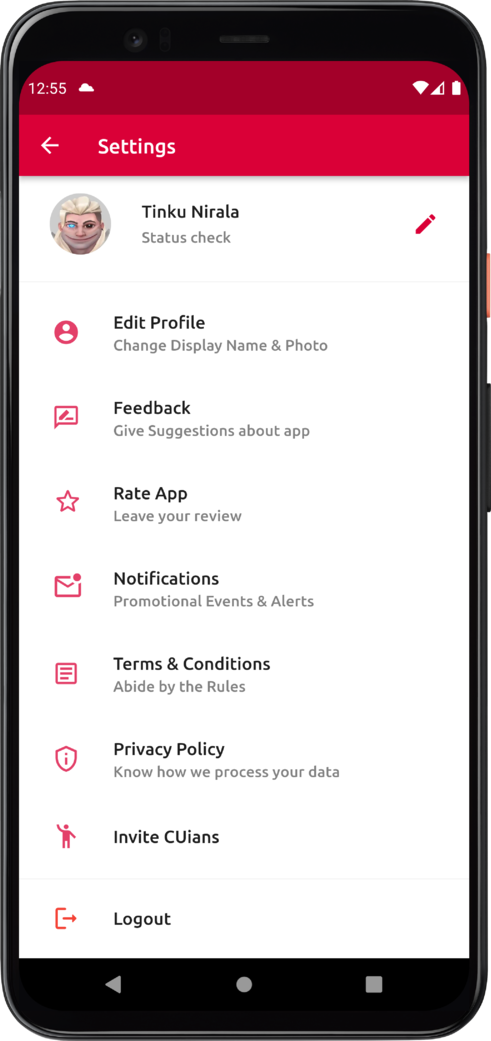 12:55
Settings
Tinku Nirala
Status check
Edit Profile
Change Display Name & Photo
Feedback
Give Suggestions about app
Rate App
Leave your review
Notifications
Promotional Events & Alerts
Terms & Conditions
Abide by the Rules
Privacy Policy
Know how we process your data
Invite CUians
Logout